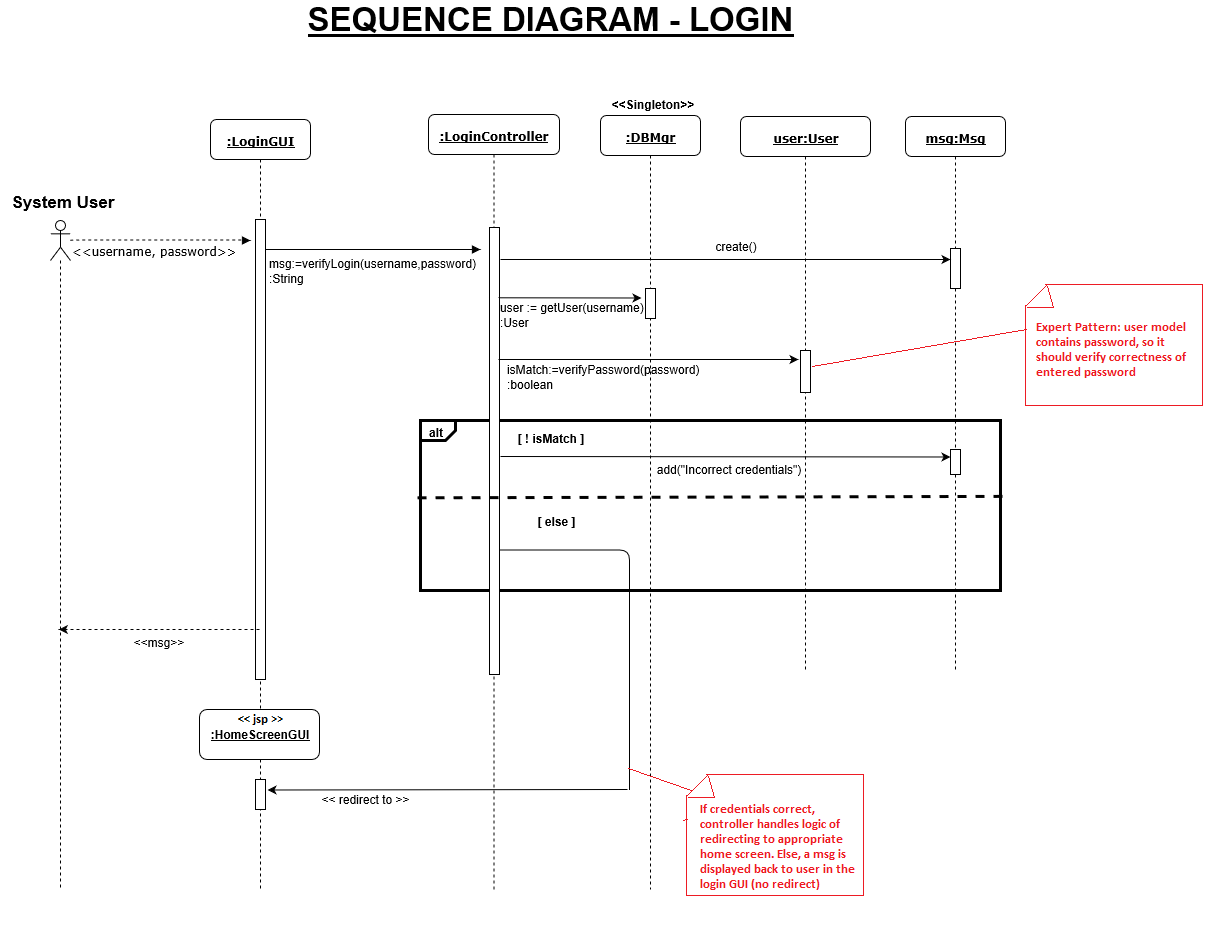 SEQUENCE DIAGRAM - LOGIN
<<Singleton>>
:LoginGUI
:LoginController
:DBMgr
user:User
msg:Msg
System User
<<username, password>>
msg:=verifyLogin(username,password)
:String
create()
user := getUser(username)
:User
Expert Pattern: user model
contains password, so it
should verify correctness of
entered password
isMatch:=verifyPassword(password)
:boolean
alt
[ ! isMatch ]
add("Incorrect credentials")
[ else ]
<<msg>>
<< jsp >>
:HomeScreenGUI
<< redirect to >>
If credentials correct,
controller handles logic of
redirecting to appropriate
home screen. Else, a msg is
displayed back to user in the
login GUI (no redirect)